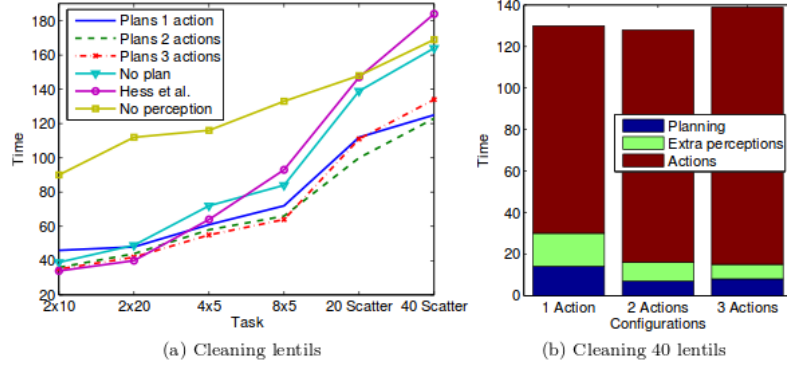 180
160
140
120
100
80
60
40
20
Time
Plans 1 action
Plans 2 actions
Plans 3 actions
No plan
Hess et al.
No perception
2x10 2x20 4x5 8x5 20 Scatter 40 Scatter
Task
(a) Cleaning lentils
140
120
100
80
60
40
20
0
Time
Planning
Extra perceptions
Actions
1 Action 2 Actions 3 Actions
Configurations
(b) Cleaning 40 lentils